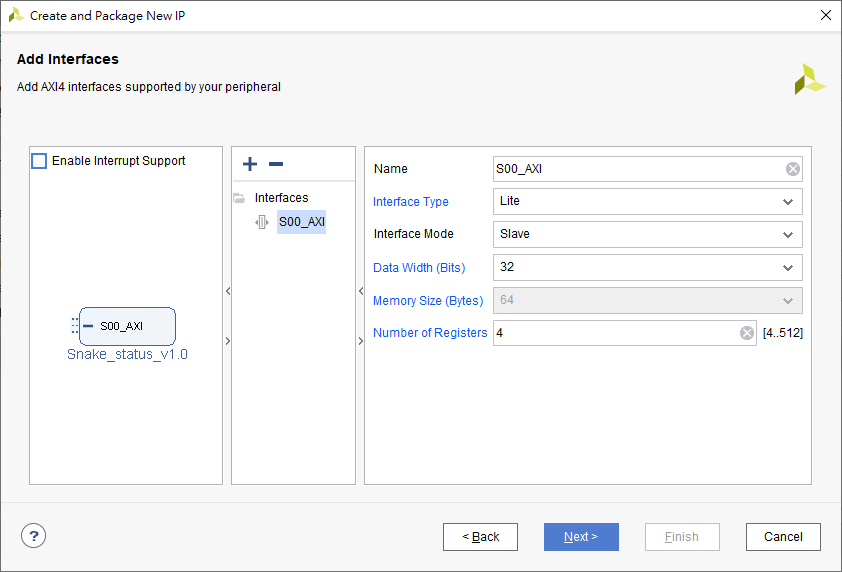 Create and Package New IP
Add Interfaces
Add AXI4 interfaces supported by your peripheral
Enable Interrupt Support
S00_AXI
Snake_status_v1.0
Interfaces
S00_AXI
Name S00_AXI
Interface Type Lite
Interface Mode Slave
Data Width (Bits) 32
Memory Size (Bytes) 64
Number of Registers 4 [4..512]
? < Back Next > Finish Cancel